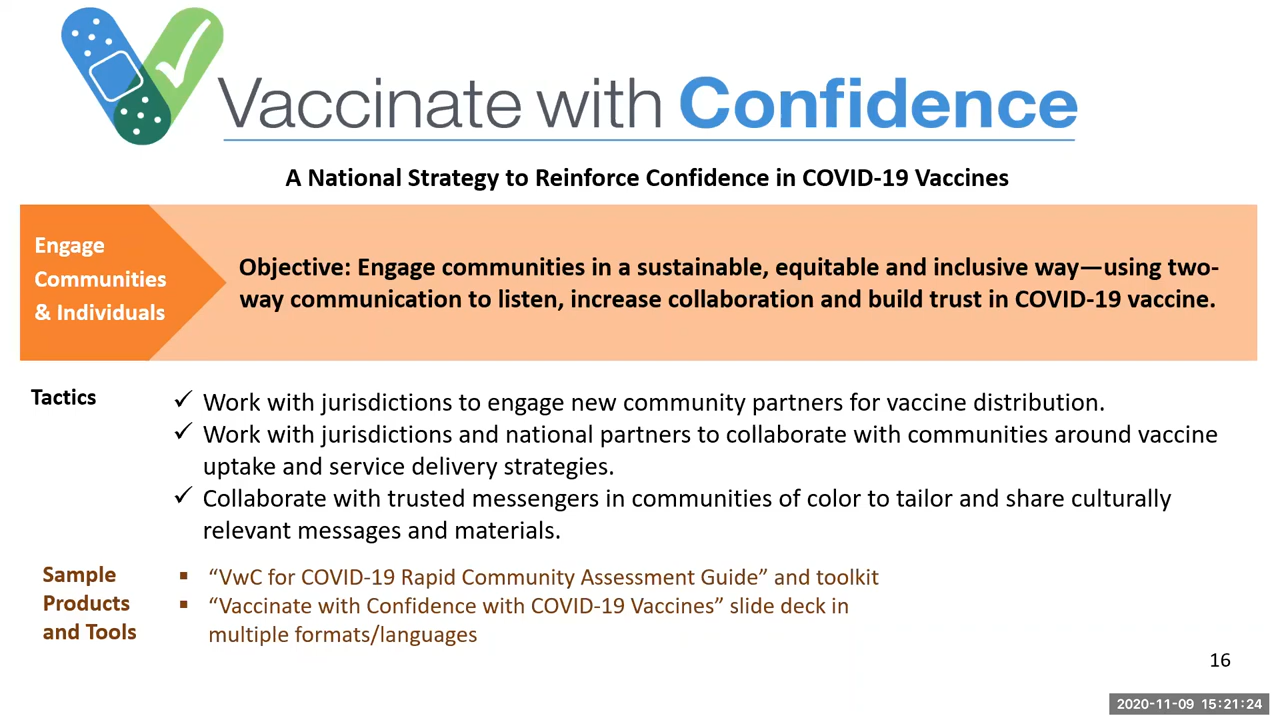 Vaccinate with Confidence
A National Strategy to Reinforce Confidence in COVID-19 Vaccines
Engage
Communities
& Individuals
Objective: Engage communities in a sustainable, equitable and inclusive way—using two-
way communication to listen, increase collaboration and build trust in COVID-19 vaccine.
Tactics
✓ Work with jurisdictions to engage new community partners for vaccine distribution.
✓ Work with jurisdictions and national partners to collaborate with communities around vaccine
uptake and service delivery strategies.
✓ Collaborate with trusted messengers in communities of color to tailor and share culturally
relevant messages and materials.
Sample
Products
and Tools
▪ “VwC for COVID-19 Rapid Community Assessment Guide” and toolkit
▪ “Vaccinate with Confidence with COVID-19 Vaccines” slide deck in
multiple formats/languages
16
2020-11-09 15:21:24